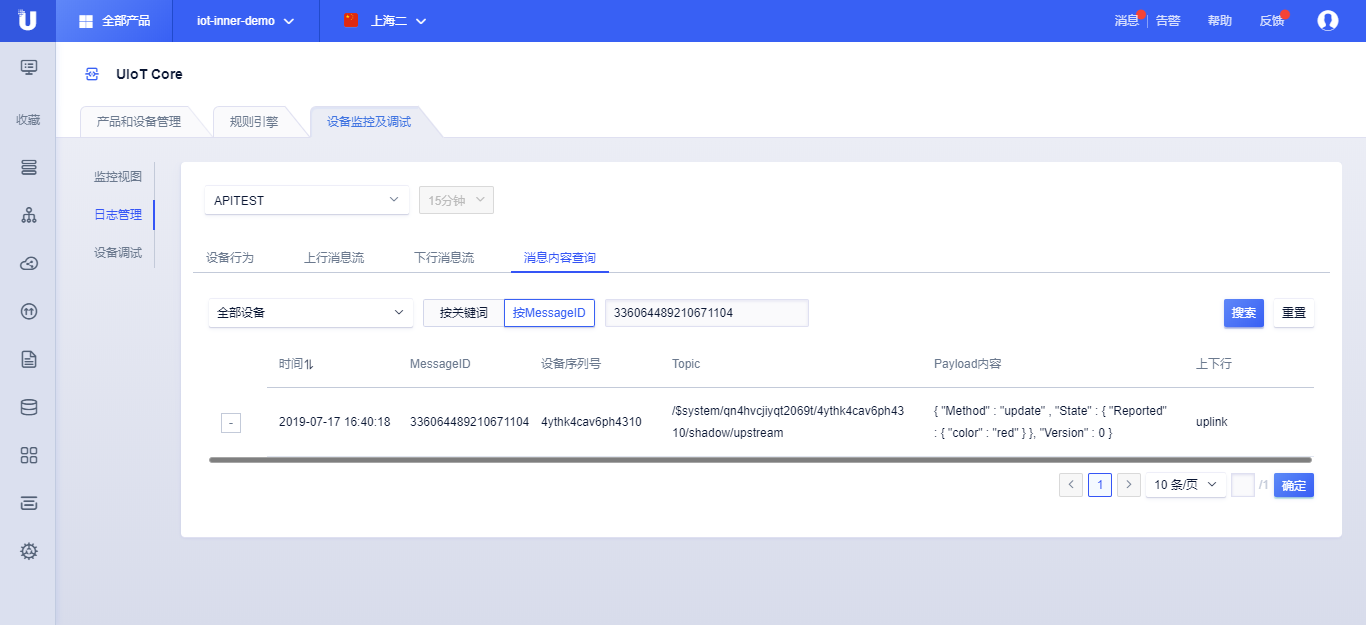 U 全部产品 iot-inner-demo 上海二 消息 告警 帮助 反馈
UIoT Core
收藏
产品和设备管理 规则引擎 设备监控及调试
监控视图
日志管理
设备调试
APITEST 15分钟
设备行为 上行消息流 下行消息流 消息内容查询
全部设备 按关键词 按MessageID 336064489210671104 搜索 重置
时间 MessageID 设备序列号 Topic Payload内容 上下行
- 2019-07-17 16:40:18 336064489210671104 4ythk4cav6ph4310 /$system/qn4hvcjiyqt2069t/4ythk4cav6ph43 { "Method" : "update" , "State" : { "Reported" uplink
10/shadow/upstream : { "color" : "red" } }, "Version" : 0 }
< 1 > 10 条/页 /1 确定